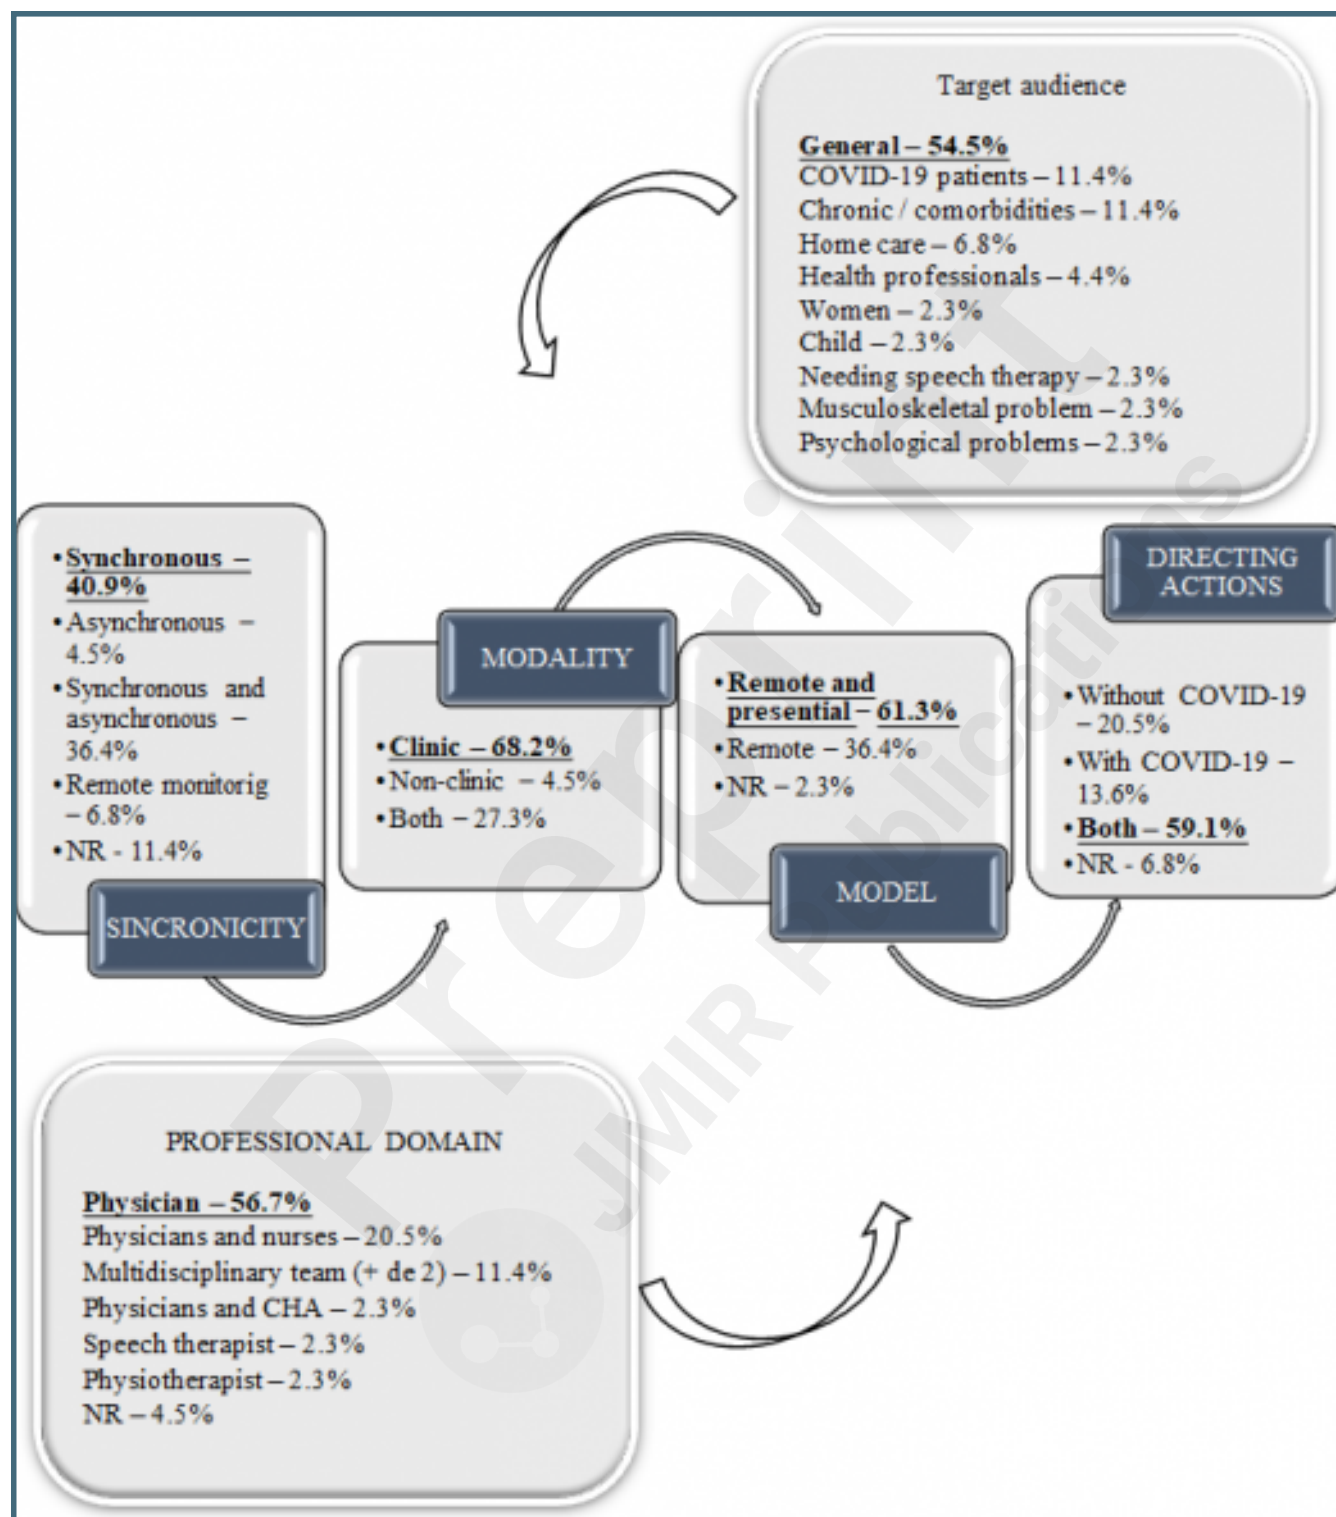 Target audience
General – 54.5%
COVID-19 patients – 11.4%
Chronic / comorbidities – 11.4%
Home care – 6.8%
Health professionals – 4.4%
Women – 2.3%
Child – 2.3%
Needing speech therapy – 2.3%
Musculoskeletal problem – 2.3%
Psychological problems – 2.3%
• Synchronous –
40.9%
• Asynchronous –
4.5%
• Synchronous and
asynchronous –
36.4%
• Remote monitorig
– 6.8%
• NR - 11.4%
SINCRONICITY
MODALITY
• Clinic – 68.2%
• Non-clinic – 4.5%
• Both – 27.3%
• Remote and
presential – 61.3%
• Remote – 36.4%
• NR – 2.3%
MODEL
DIRECTING
ACTIONS
• Without COVID-19
– 20.5%
• With COVID-19 –
13.6%
• Both – 59.1%
• NR - 6.8%
PROFESSIONAL DOMAIN
Physician – 56.7%
Physicians and nurses – 20.5%
Multidisciplinary team (+ de 2) – 11.4%
Physicians and CHA – 2.3%
Speech therapist – 2.3%
Physiotherapist – 2.3%
NR – 4.5%
Preprint
JMIR Publications